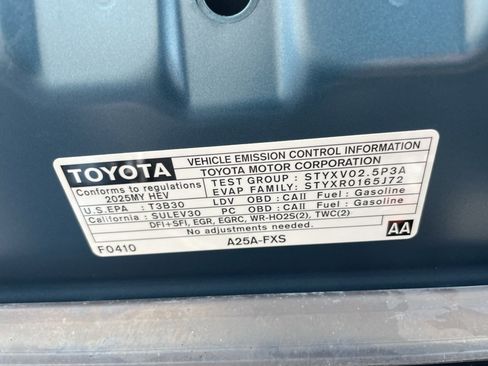 TOYOTA
VEHICLE EMISSION CONTROL INFORMATION
TOYOTA MOTOR CORPORATION
Conforms to regulations
2025MY HEV
TEST GROUP : STYXV02.5P3A
EVAP FAMILY: STYXR0165J72
U.S.EPA : T3B30 LDV OBD : CAII Fuel : Gasoline
California : SULEV30 PC OBD : CAII Fuel : Gasoline
DFI+SFI, EGR, EGRC, WR-HO2S(2), TWC(2)
No adjustments needed.
F0410 A25A-FXS AA